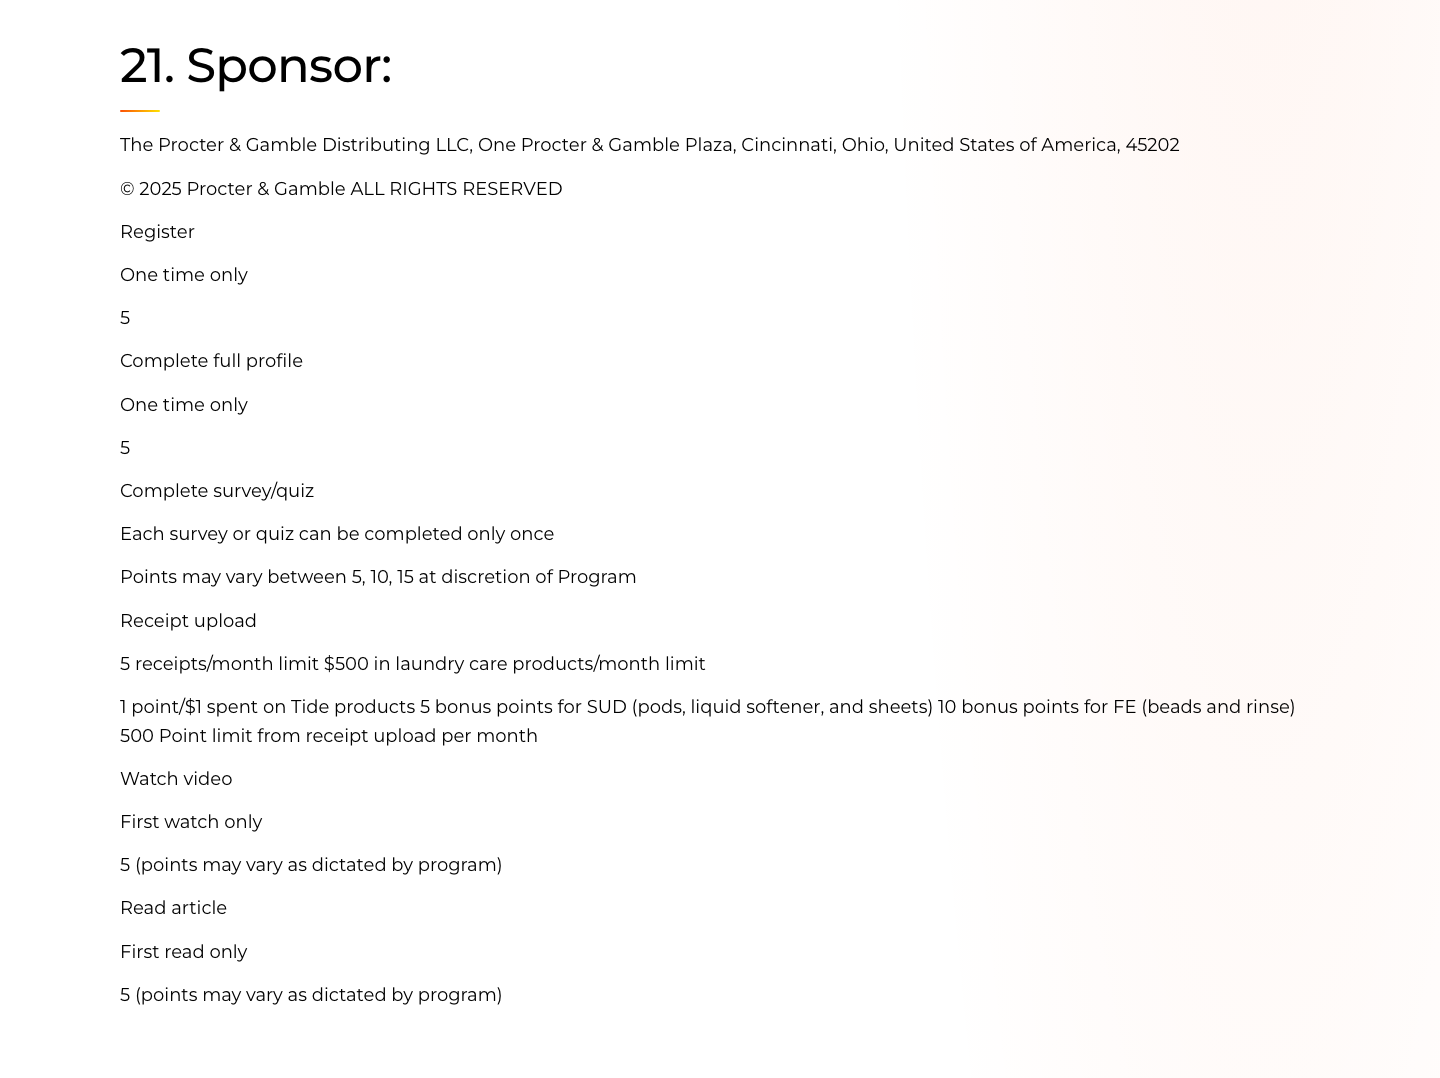 21. Sponsor:
The Procter & Gamble Distributing LLC, One Procter & Gamble Plaza, Cincinnati, Ohio, United States of America, 45202
© 2025 Procter & Gamble ALL RIGHTS RESERVED
Register
One time only
5
Complete full profile
One time only
5
Complete survey/quiz
Each survey or quiz can be completed only once
Points may vary between 5, 10, 15 at discretion of Program
Receipt upload
5 receipts/month limit $500 in laundry care products/month limit
1 point/$1 spent on Tide products 5 bonus points for SUD (pods, liquid softener, and sheets) 10 bonus points for FE (beads and rinse)
500 Point limit from receipt upload per month
Watch video
First watch only
5 (points may vary as dictated by program)
Read article
First read only
5 (points may vary as dictated by program)